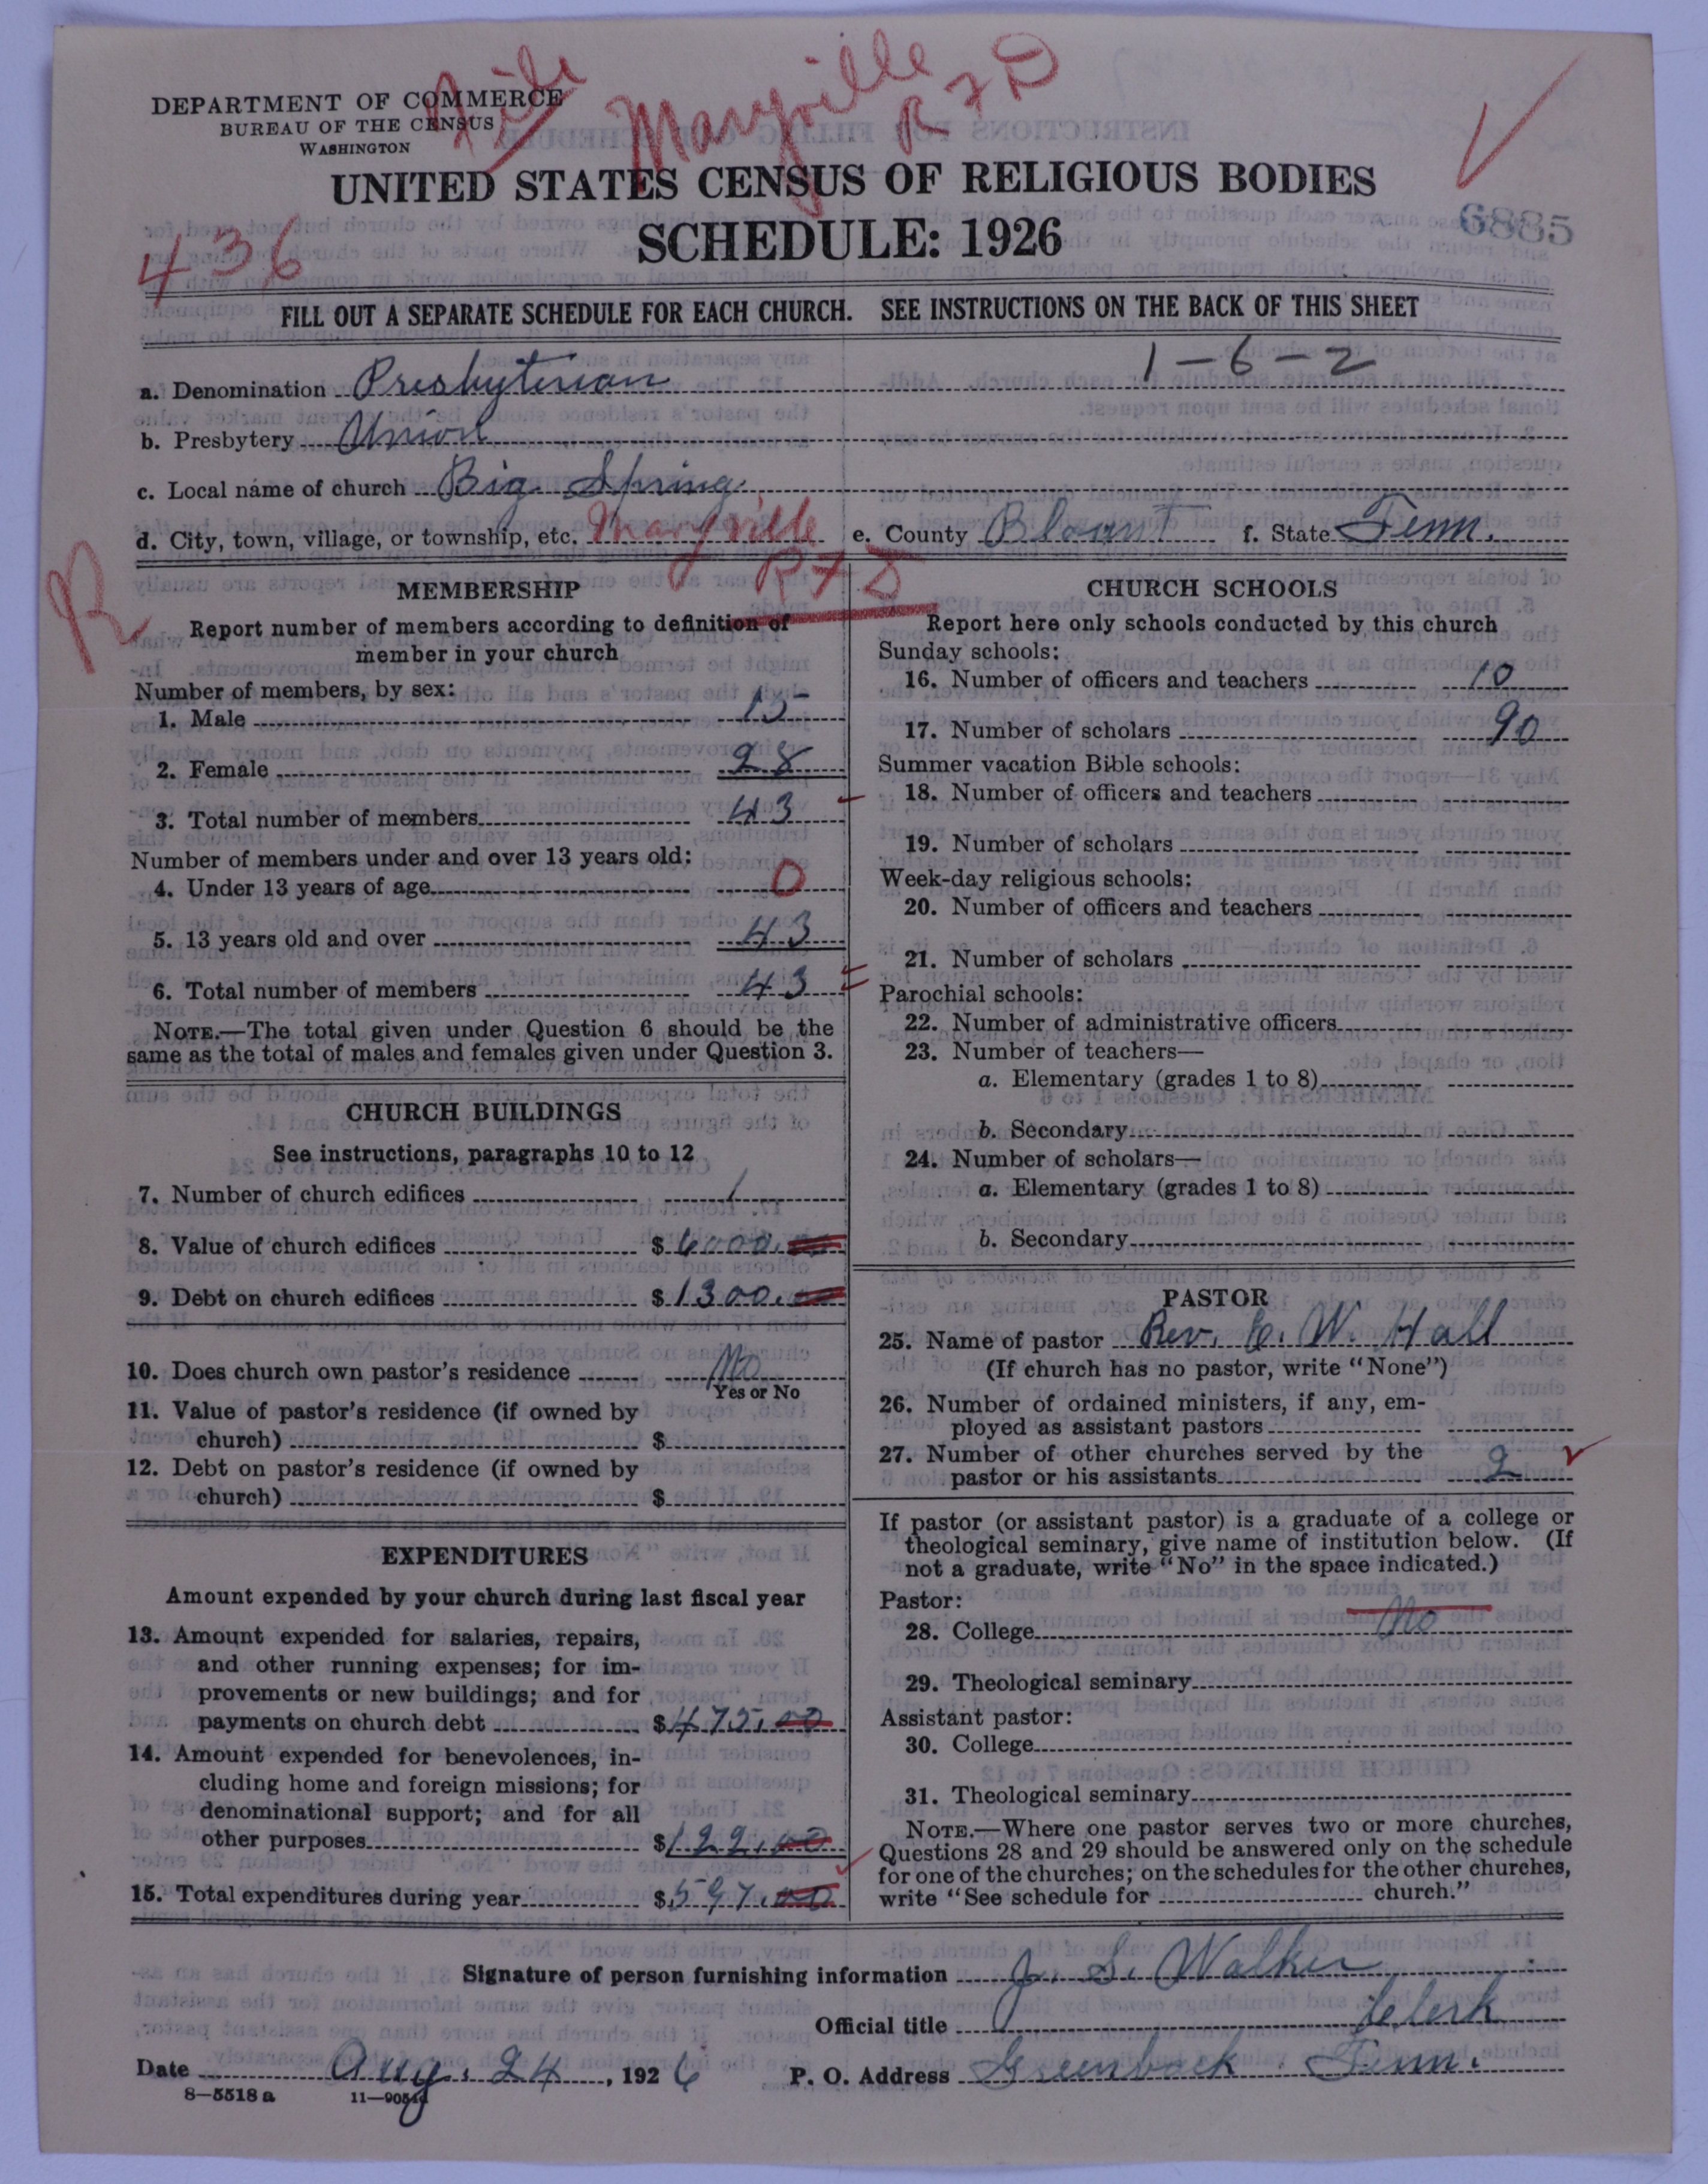 File Maryville
R F D
DEPARTMENT OF COMMERCE
BUREAU OF THE CENSUS
WASHINGTON
UNITED STATES CENSUS OF RELIGIOUS BODIES
SCHEDULE: 1926
6885
436
FILL OUT A SEPARATE SCHEDULE FOR EACH CHURCH. SEE INSTRUCTIONS ON THE BACK OF THIS SHEET
1-6-2
a. Denomination Presbyterian
b. Presbytery Union
c. Local name of church Big Spring
d. City, town, village, or township, etc. Maryville e. County Blount f. State Tenn.
R F D
R
MEMBERSHIP
Report number of members according to definition of
member in your church
Number of members, by sex:
1. Male 15
2. Female 28
3. Total number of members 43
Number of members under and over 13 years old:
4. Under 13 years of age 0
5. 13 years old and over 43
6. Total number of members 43
NOTE.—The total given under Question 6 should be the
same as the total of males and females given under Question 3.
CHURCH BUILDINGS
See instructions, paragraphs 10 to 12
7. Number of church edifices 1
8. Value of church edifices $6000.00
9. Debt on church edifices $1300.00
10. Does church own pastor's residence No
Yes or No
11. Value of pastor's residence (if owned by
church) $
12. Debt on pastor's residence (if owned by
church) $
EXPENDITURES
Amount expended by your church during last fiscal year
13. Amount expended for salaries, repairs,
and other running expenses; for im-
provements or new buildings; and for
payments on church debt $475.00
14. Amount expended for benevolences, in-
cluding home and foreign missions; for
denominational support; and for all
other purposes $122.00
15. Total expenditures during year $597.00
CHURCH SCHOOLS
Report here only schools conducted by this church
Sunday schools:
16. Number of officers and teachers 10
17. Number of scholars 90
Summer vacation Bible schools:
18. Number of officers and teachers
19. Number of scholars
Week-day religious schools:
20. Number of officers and teachers
21. Number of scholars
Parochial schools:
22. Number of administrative officers
23. Number of teachers—
a. Elementary (grades 1 to 8)
b. Secondary
24. Number of scholars—
a. Elementary (grades 1 to 8)
b. Secondary
PASTOR
25. Name of pastor Rev. C. W. Hall
(If church has no pastor, write "None")
26. Number of ordained ministers, if any, em-
ployed as assistant pastors
27. Number of other churches served by the
pastor or his assistants 2
If pastor (or assistant pastor) is a graduate of a college or
theological seminary, give name of institution below. (If
not a graduate, write "No" in the space indicated.)
Pastor:
28. College No
29. Theological seminary
Assistant pastor:
30. College
31. Theological seminary
NOTE.—Where one pastor serves two or more churches,
Questions 28 and 29 should be answered only on the schedule
for one of the churches; on the schedules for the other churches,
write "See schedule for church."
Signature of person furnishing information J. S. Walker
Official title Clerk
Date Aug. 24, 1926 P. O. Address Greenback Tenn.
8-5518 a